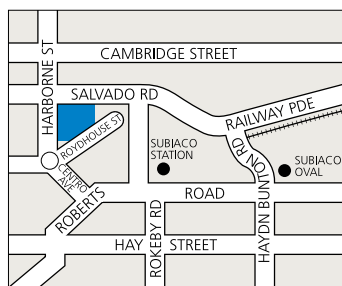 HARBORNE ST
CAMBRIDGE STREET
SALVADO RD
RAILWAY PDE
ROYDHOUSE ST
SUBIACO
STATION
HAYDN BUNTON RD
SUBIACO
OVAL
CENTRO
AVE
ROBERTS
ROAD
ROKEBY RD
HAY STREET